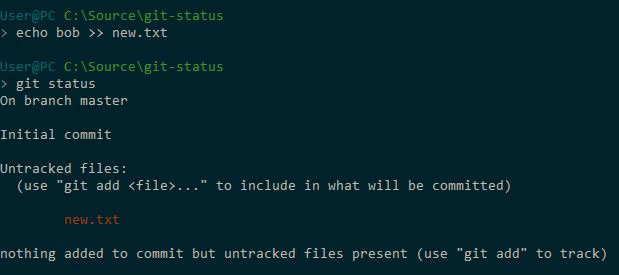 User@PC C:\Source\git-status
> echo bob >> new.txt
User@PC C:\Source\git-status
> git status
On branch master
Initial commit
Untracked files:
  (use "git add <file>..." to include in what will be committed)
        new.txt
nothing added to commit but untracked files present (use "git add" to track)